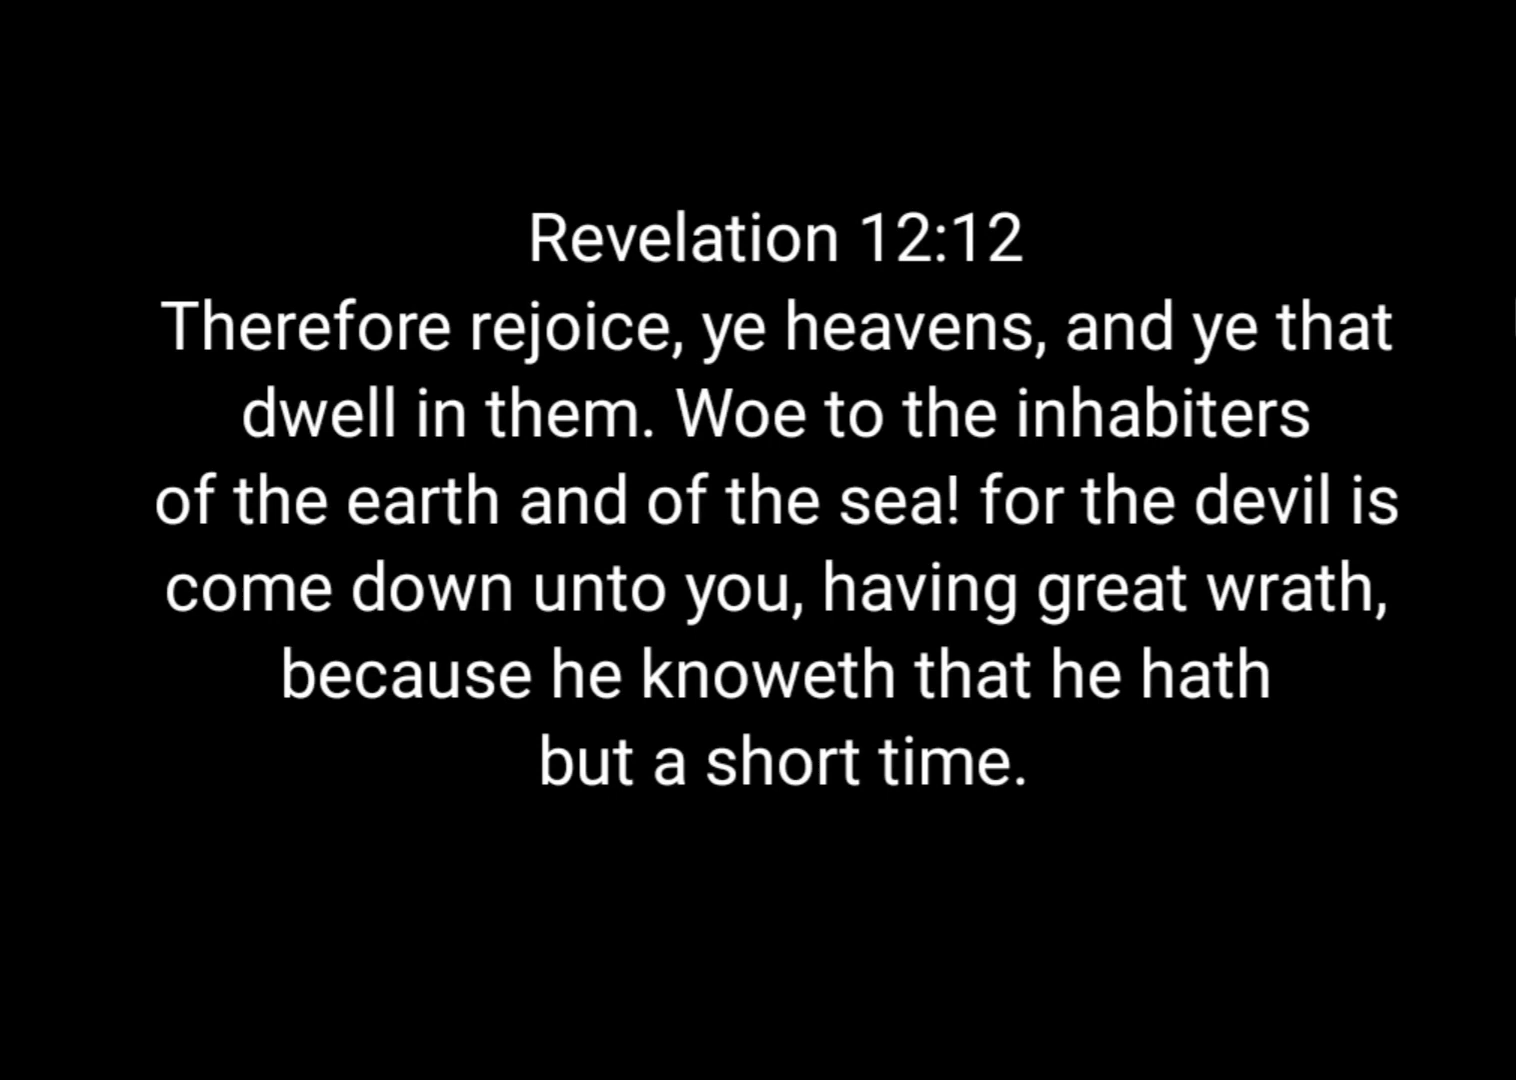 Revelation 12:12
Therefore rejoice, ye heavens, and ye that
dwell in them. Woe to the inhabiters
of the earth and of the sea! for the devil is
come down unto you, having great wrath,
because he knoweth that he hath
but a short time.